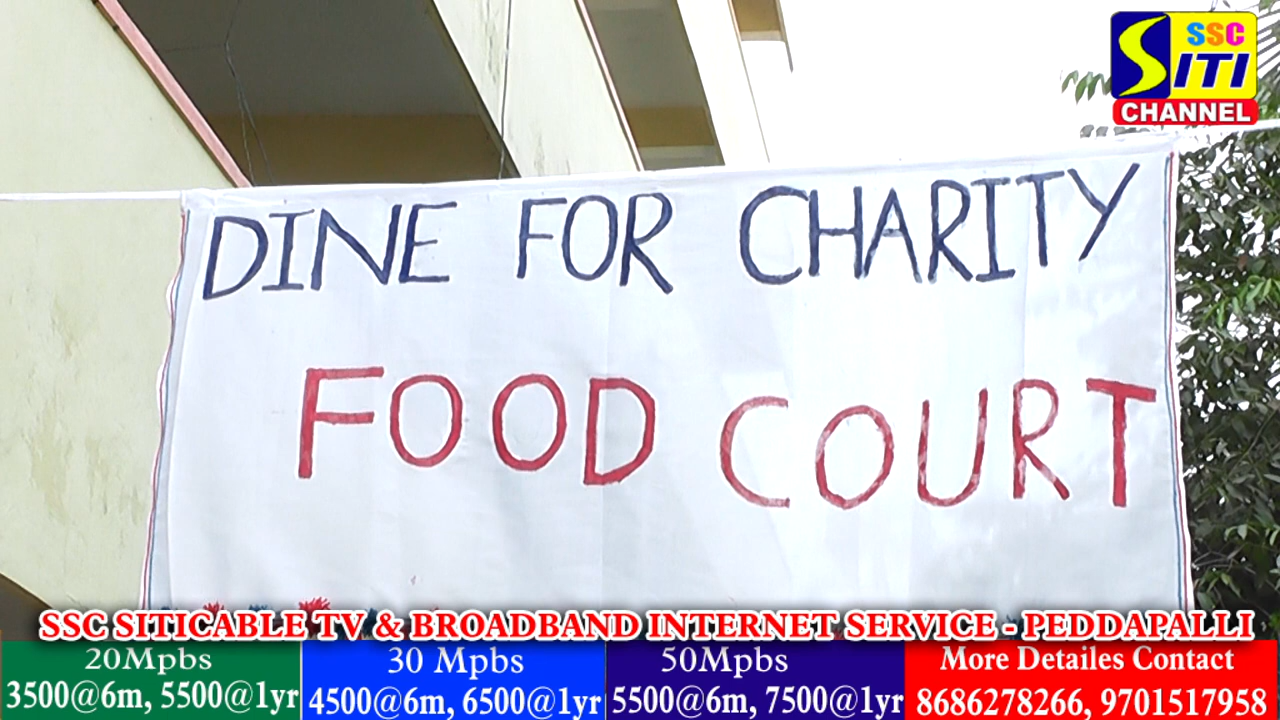 SSC
SITI
CHANNEL
DINE FOR CHARITY
FOOD COURT
SSC SITICABLE TV & BROADBAND INTERNET SERVICE - PEDDAPALLI
20Mpbs
3500@6m, 5500@1yr
30 Mpbs
4500@6m, 6500@1yr
50Mpbs
5500@6m, 7500@1yr
More Detailes Contact
8686278266, 9701517958